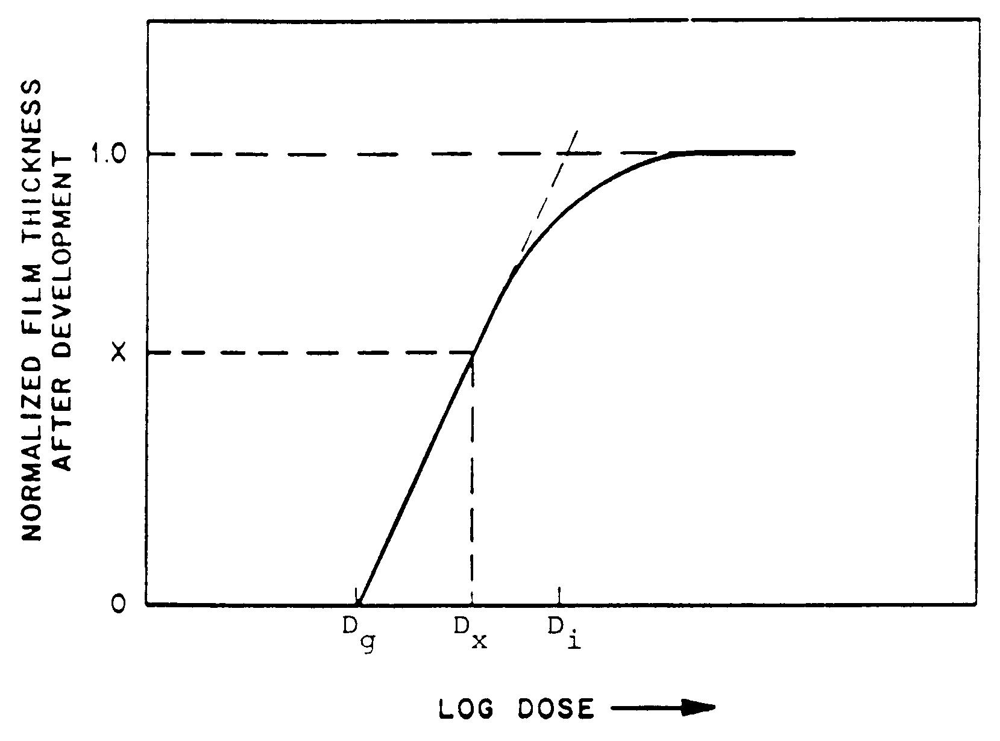 NORMALIZED FILM THICKNESS
AFTER DEVELOPMENT
1.0
X
0
Dg
Dx
Di
LOG DOSE